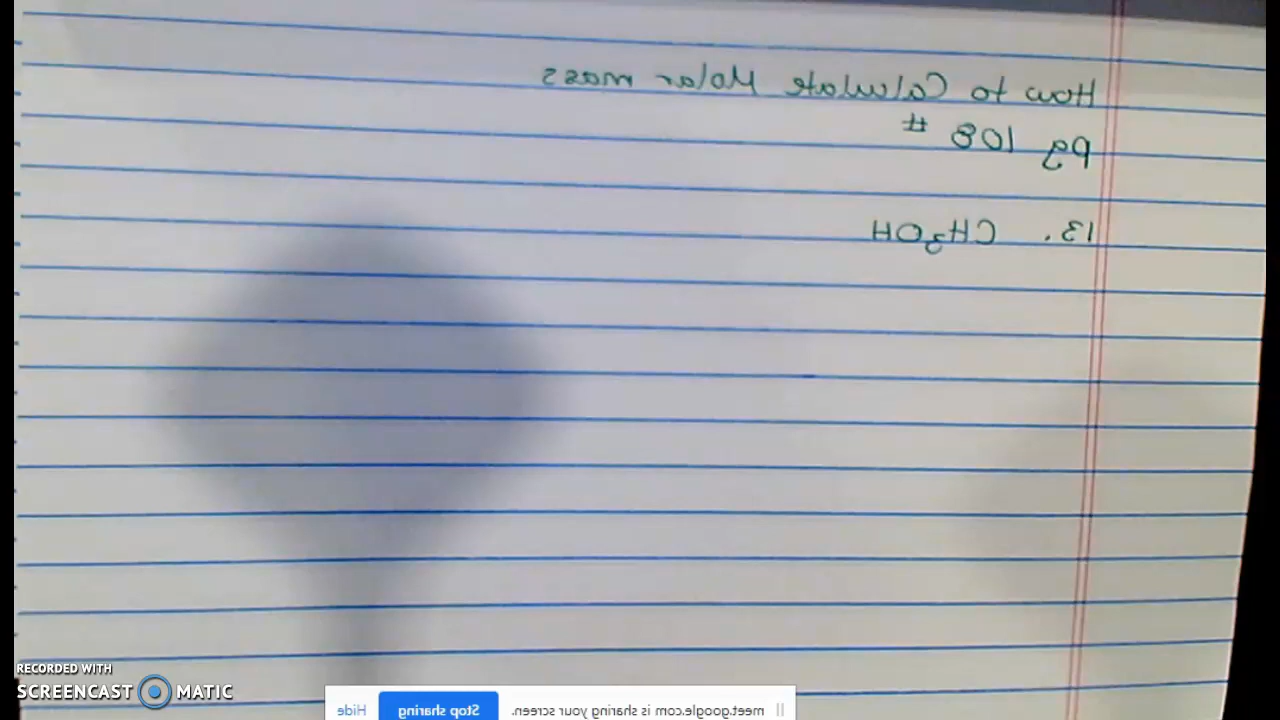 How to Calculate Molar mass
pg 108 #
13. CH3OH
RECORDED WITH
SCREENCAST MATIC
meet.google.com is sharing your screen. Stop sharing Hide